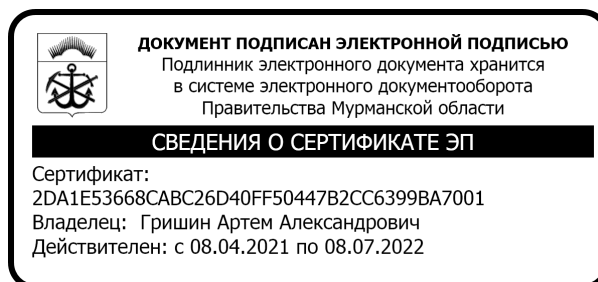 ДОКУМЕНТ ПОДПИСАН ЭЛЕКТРОННОЙ ПОДПИСЬЮ
Подлинник электронного документа хранится
в системе электронного документооборота
Правительства Мурманской области
СВЕДЕНИЯ О СЕРТИФИКАТЕ ЭП
Сертификат:
2DA1E53668CABC26D40FF50447B2CC6399BA7001
Владелец: Гришин Артем Александрович
Действителен: с 08.04.2021 по 08.07.2022